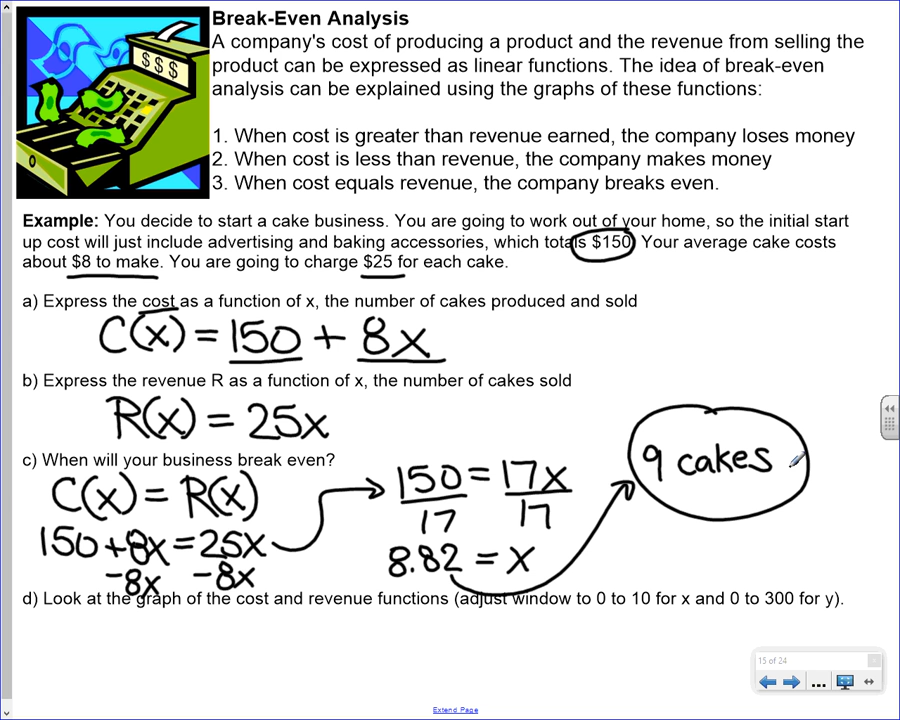 $ $ $
Break-Even Analysis
A company's cost of producing a product and the revenue from selling the
product can be expressed as linear functions. The idea of break-even
analysis can be explained using the graphs of these functions:
1. When cost is greater than revenue earned, the company loses money
2. When cost is less than revenue, the company makes money
3. When cost equals revenue, the company breaks even.
Example: You decide to start a cake business. You are going to work out of your home, so the initial start
up cost will just include advertising and baking accessories, which totals $150. Your average cake costs
about $8 to make. You are going to charge $25 for each cake.
a) Express the cost as a function of x, the number of cakes produced and sold
C(x) = 150 + 8x
b) Express the revenue R as a function of x, the number of cakes sold
R(x) = 25x
c) When will your business break even?
C(x) = R(x)
150 + 8x = 25x
-8x -8x
150 = 17x
17 17
8.82 = x
9 cakes
d) Look at the graph of the cost and revenue functions (adjust window to 0 to 10 for x and 0 to 300 for y).
15 of 24
...
Extend Page